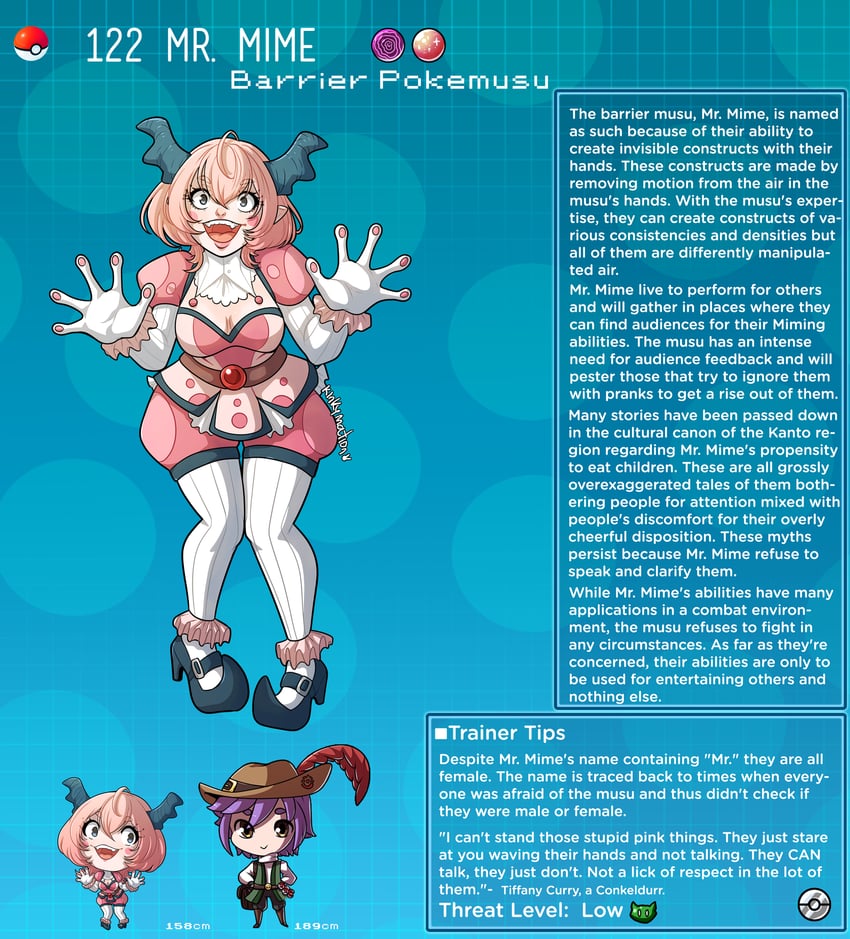 122 MR. MIME
Barrier Pokemusu
The barrier musu, Mr. Mime, is named
as such because of their ability to
create invisible constructs with their
hands. These constructs are made by
removing motion from the air in the
musu's hands. With the musu's exper-
tise, they can create constructs of va-
rious consistencies and densities but
all of them are differently manipula-
ted air.
Mr. Mime live to perform for others
and will gather in places where they
can find audiences for their Miming
abilities. The musu has an intense
need for audience feedback and will
pester those that try to ignore them
with pranks to get a rise out of them.
Many stories have been passed down
in the cultural canon of the Kanto re-
gion regarding Mr. Mime's propensity
to eat children. These are all grossly
overexaggerated tales of them both-
ering people for attention mixed with
people's discomfort for their overly
cheerful disposition. These myths
persist because Mr. Mime refuse to
speak and clarify them.
While Mr. Mime's abilities have many
applications in a combat environ-
ment, the musu refuses to fight in
any circumstances. As far as they're
concerned, their abilities are only to
be used for entertaining others and
nothing else.
kinkymation
Trainer Tips
Despite Mr. Mime's name containing "Mr." they are all
female. The name is traced back to times when every-
one was afraid of the musu and thus didn't check if
they were male or female.
"I can't stand those stupid pink things. They just stare
at you waving their hands and not talking. They CAN
talk, they just don't. Not a lick of respect in the lot of
them."- Tiffany Curry, a Conkeldurr.
Threat Level: Low
158cm
189cm